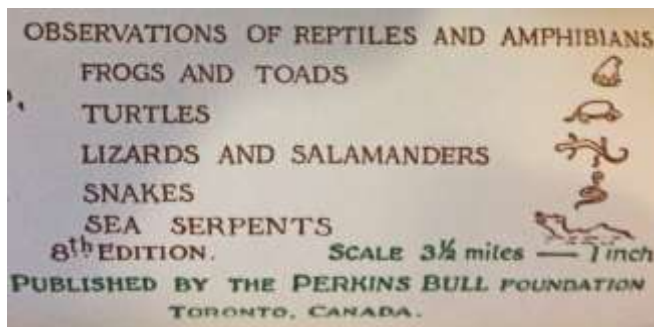 OBSERVATIONS OF REPTILES AND AMPHIBIANS
FROGS AND TOADS
TURTLES
LIZARDS AND SALAMANDERS
SNAKES
SEA SERPENTS
8th EDITION. SCALE 3½ miles — 1 inch
PUBLISHED BY THE PERKINS BULL FOUNDATION
TORONTO, CANADA.